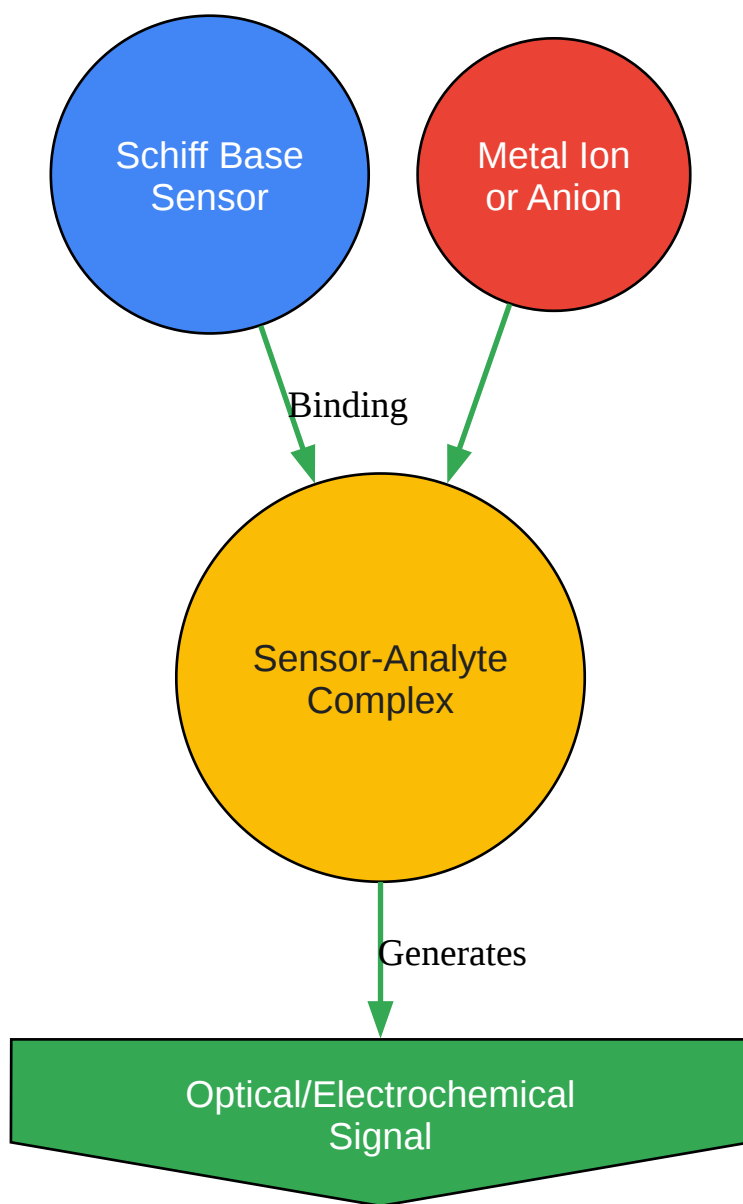 Schiff Base
Sensor
Metal Ion
or Anion
Binding
Sensor-Analyte
Complex
Generates
Optical/Electrochemical
Signal